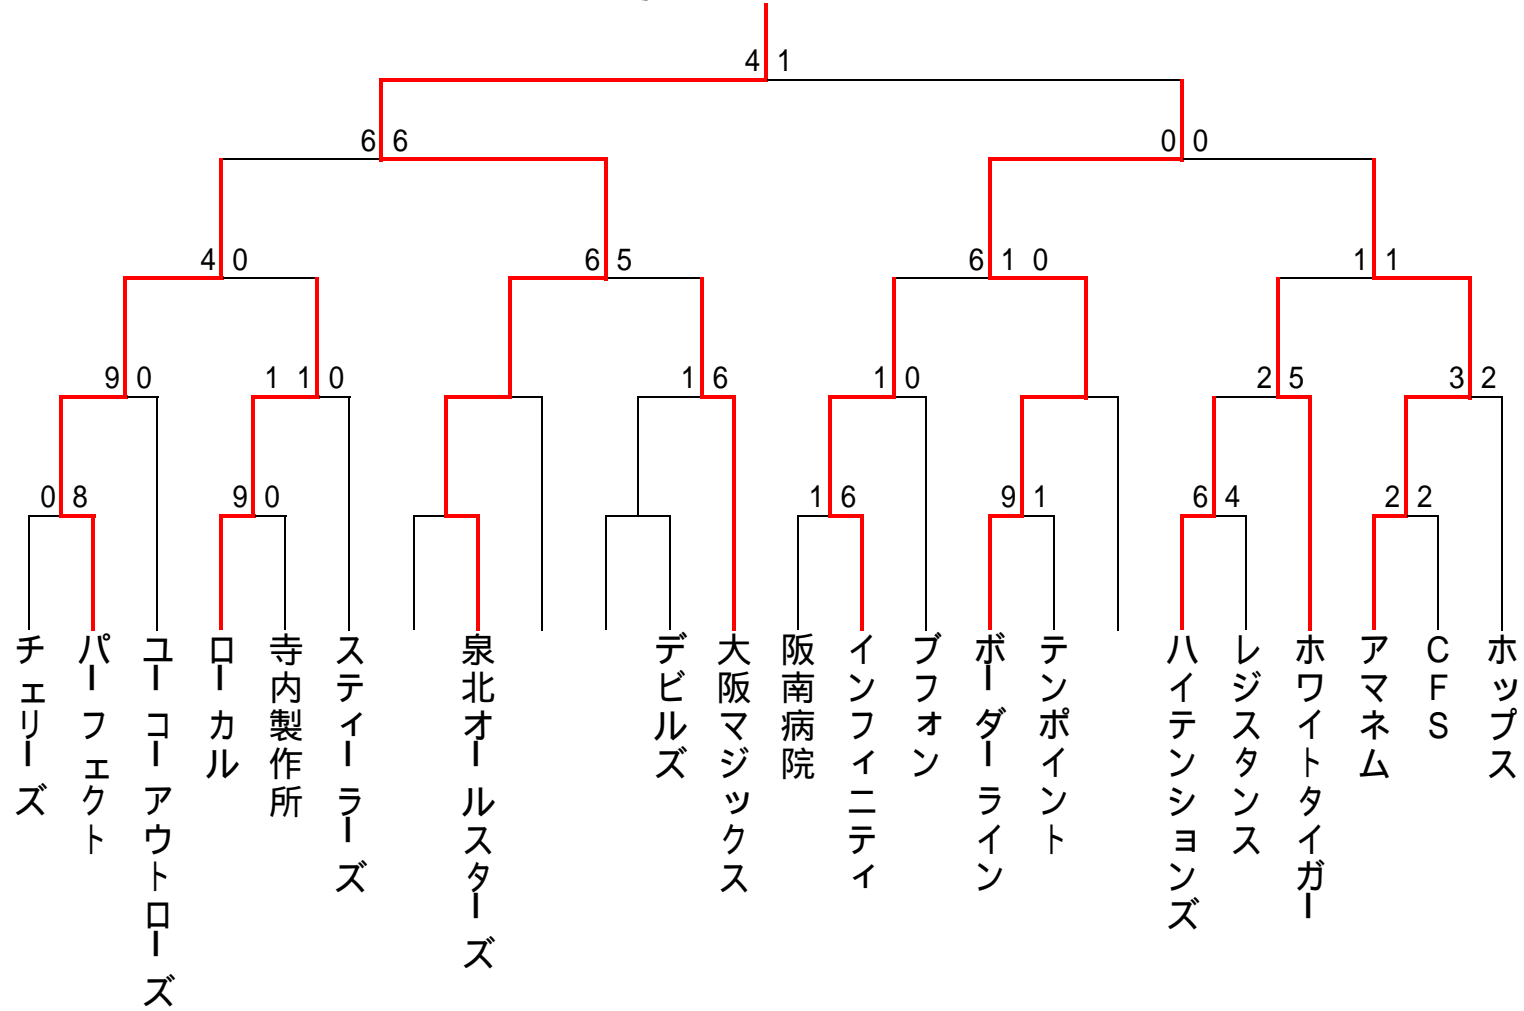 4 1
6 6
0 0
4 0
6 5
6 1 0
1 1
9 0
1 1 0
1 6
1 0
2 5
3 2
0 8
9 0
1 6
9 1
6 4
2 2
チェリーズ
パーフェクト
ユーコーアウトローズ
ローカル
寺内製作所
スティーラーズ
泉北オールスターズ
デビルズ
大阪マジックス
阪南病院
インフィニティ
ブフォン
ボーダーライン
テンポイント
ハイテンションズ
レジスタンス
ホワイトタイガー
アマネム
CFS
ホップス